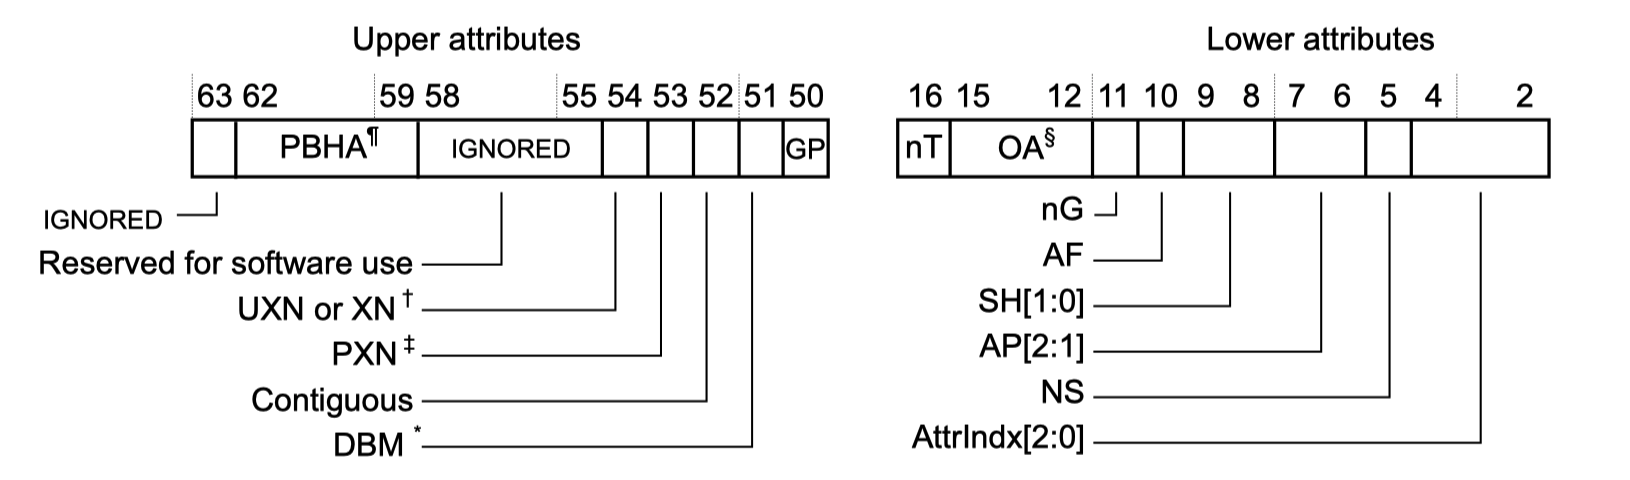 Upper attributes
Lower attributes
63 62 59 58 55 54 53 52 51 50
16 15 12 11 10 9 8 7 6 5 4 2
PBHA¶ IGNORED GP
nT OA§
IGNORED
Reserved for software use
UXN or XN †
PXN ‡
Contiguous
DBM *
nG
AF
SH[1:0]
AP[2:1]
NS
AttrIndx[2:0]